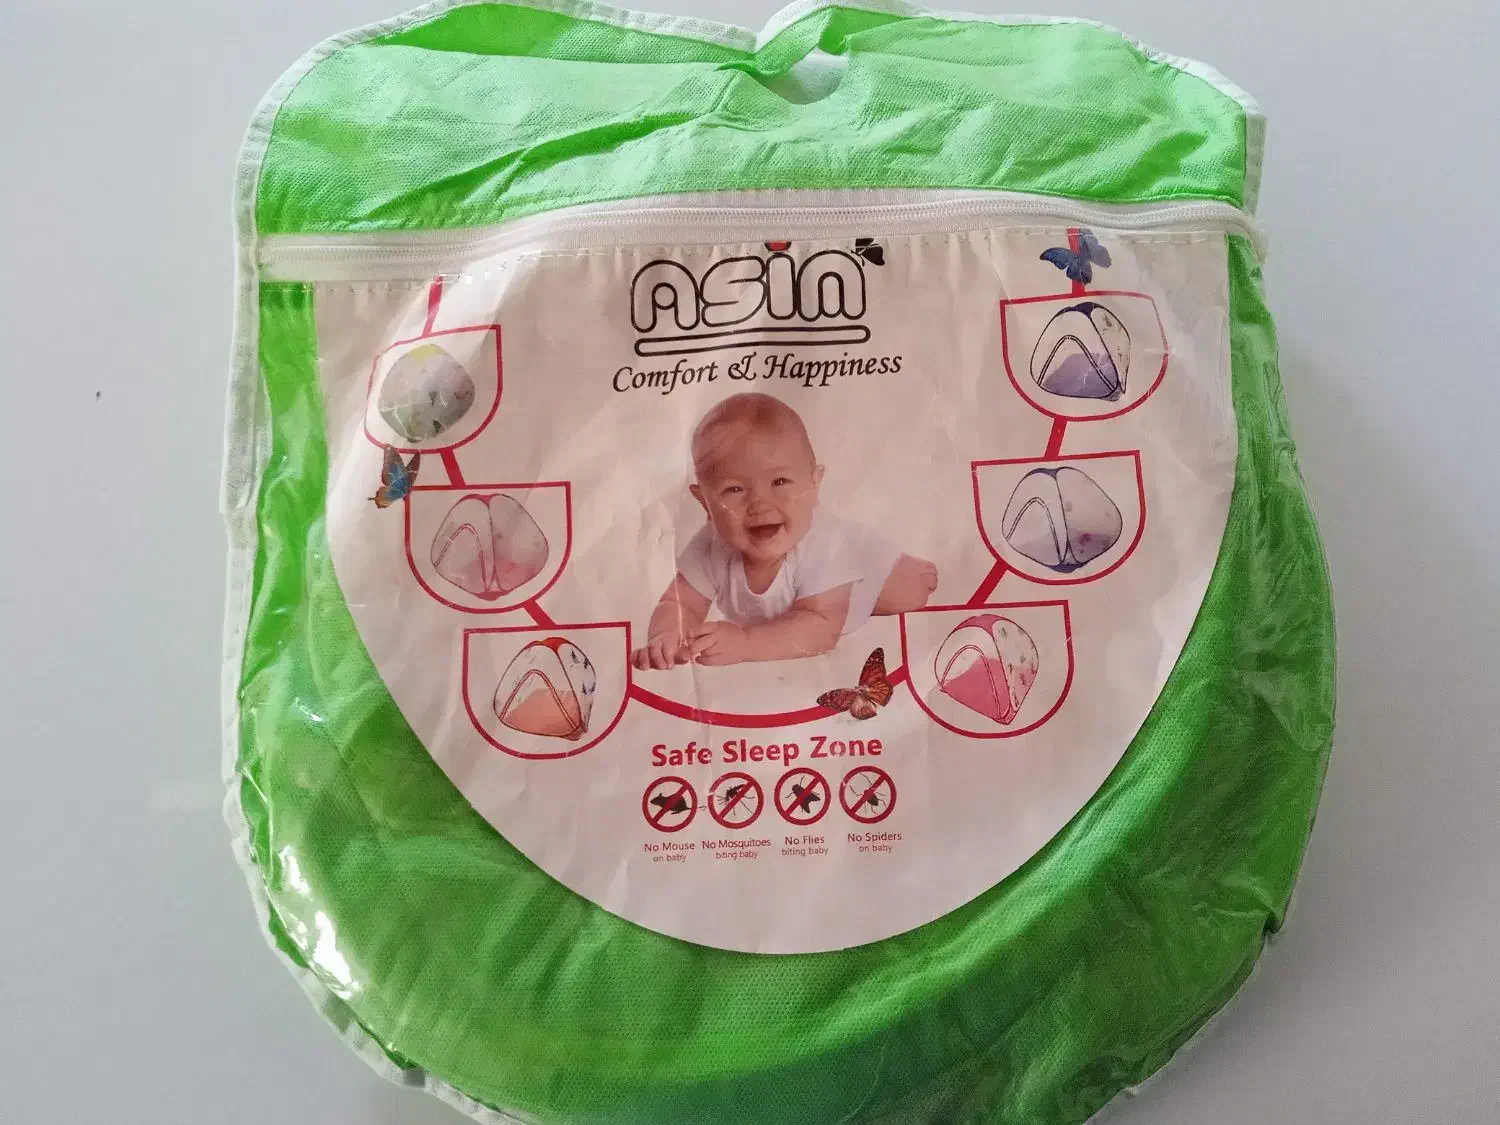 ASiN
Comfort & Happiness
Safe Sleep Zone
No Mouse
on baby
No Mosquitoes
biting baby
No Flies
biting baby
No Spiders
on baby